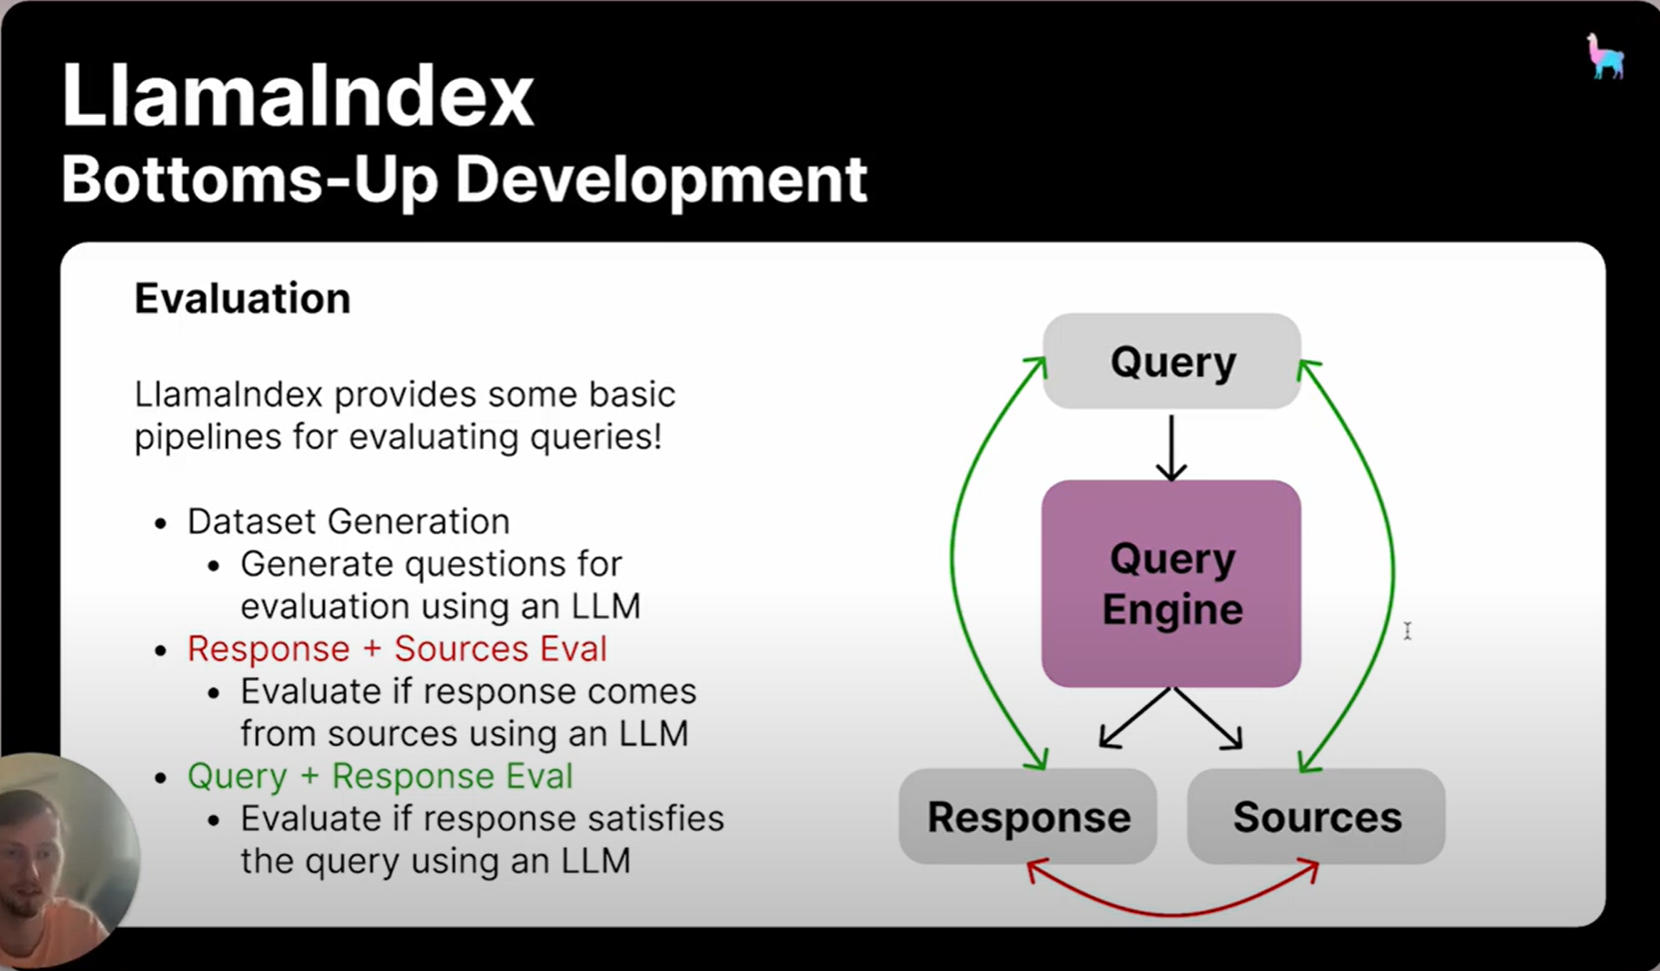 LlamaIndex
Bottoms-Up Development
Evaluation
LlamaIndex provides some basic
pipelines for evaluating queries!
• Dataset Generation
• Generate questions for
evaluation using an LLM
• Response + Sources Eval
• Evaluate if response comes
from sources using an LLM
• Query + Response Eval
• Evaluate if response satisfies
the query using an LLM
Query
Query
Engine
Response
Sources